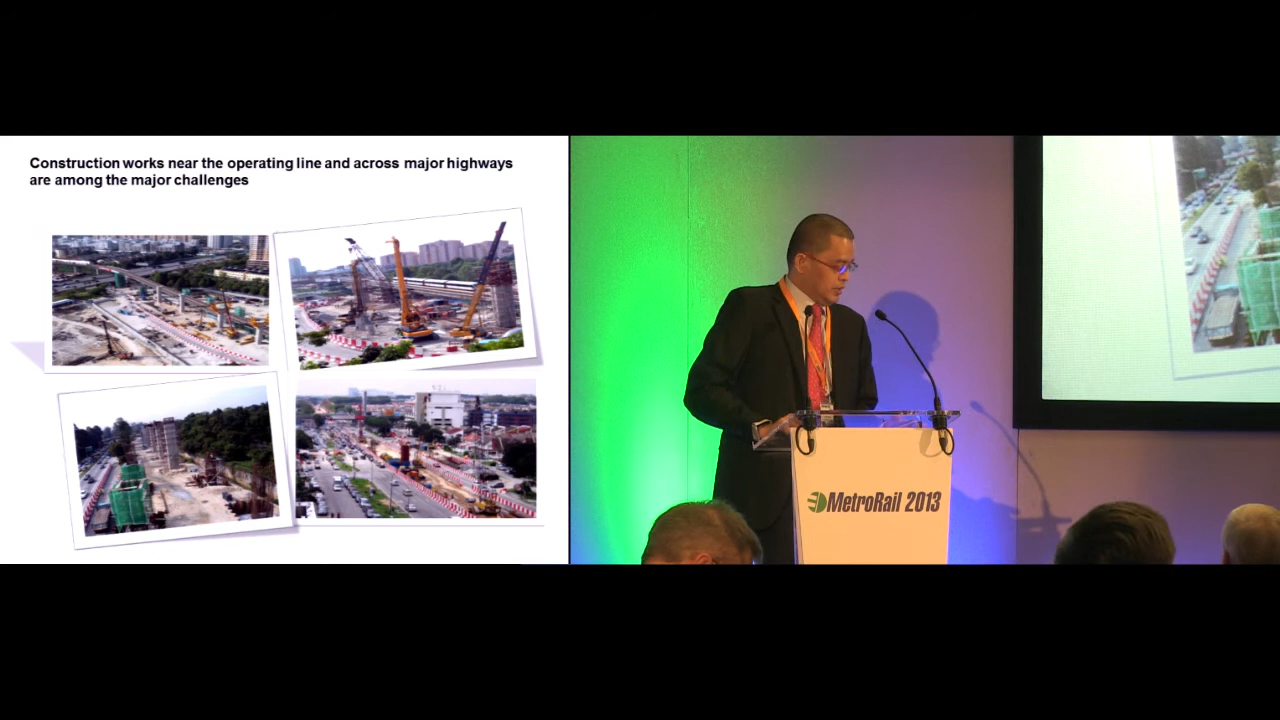 Construction works near the operating line and across major highways
are among the major challenges
MetroRail 2013